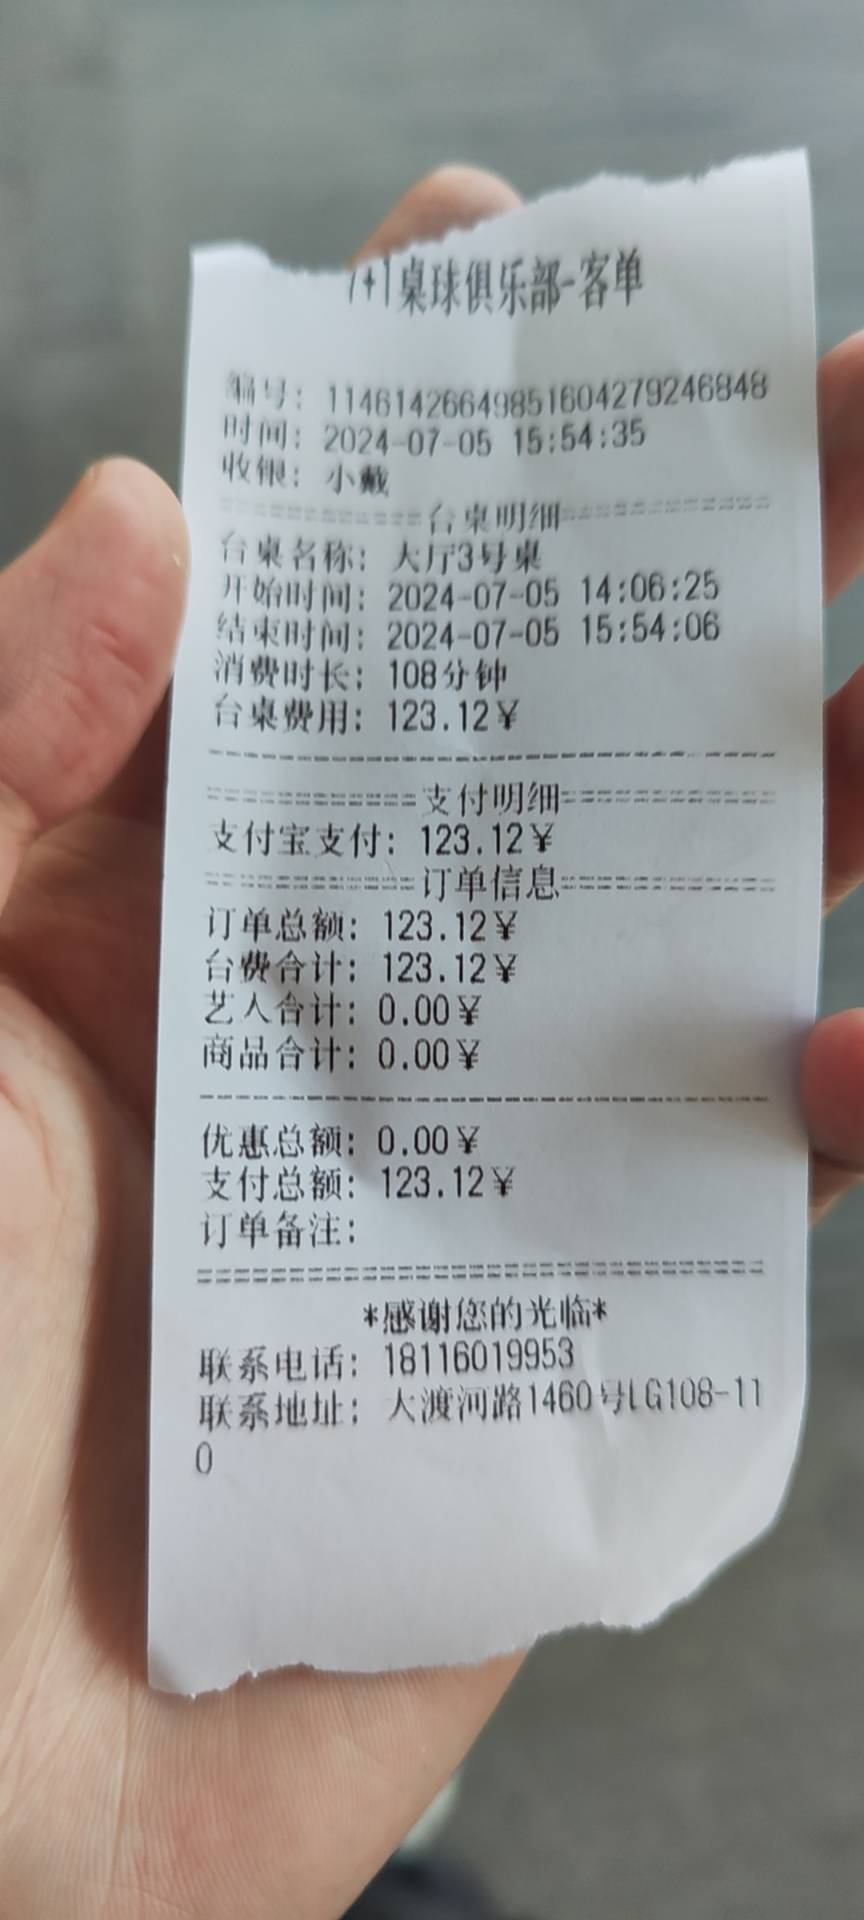 7+1桌球俱乐部-客单
编号: 11461426649851604279246848
时间: 2024-07-05 15:54:35
收银: 小戴
============台桌明细============
台桌名称: 大厅3号桌
开始时间: 2024-07-05 14:06:25
结束时间: 2024-07-05 15:54:06
消费时长: 108分钟
台桌费用: 123.12¥
--------------------------------
============支付明细============
支付宝支付: 123.12¥
============订单信息============
订单总额: 123.12¥
台费合计: 123.12¥
艺人合计: 0.00¥
商品合计: 0.00¥
--------------------------------
优惠总额: 0.00¥
支付总额: 123.12¥
订单备注:
================================
*感谢您的光临*
联系电话: 18116019953
联系地址: 大渡河路1460号LG108-11
0